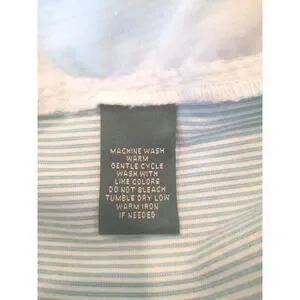 MACHINE WASH
WARM
GENTLE CYCLE
WASH WITH
LIKE COLORS
DO NOT BLEACH
TUMBLE DRY LOW
WARM IRON
IF NEEDED